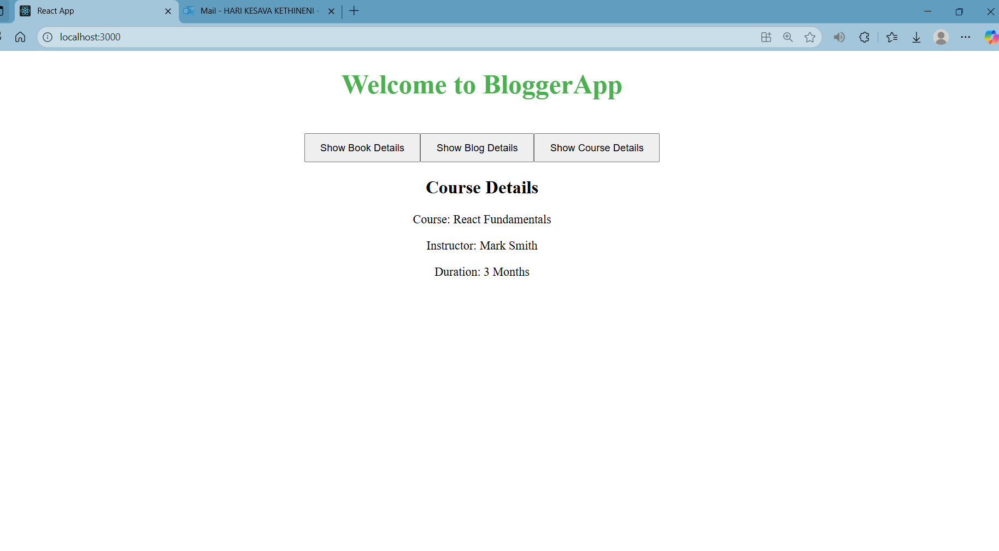 React App
Mail - HARI KESAVA KETHINENI -
localhost:3000
Welcome to BloggerApp
Show Book Details Show Blog Details Show Course Details
Course Details
Course: React Fundamentals
Instructor: Mark Smith
Duration: 3 Months